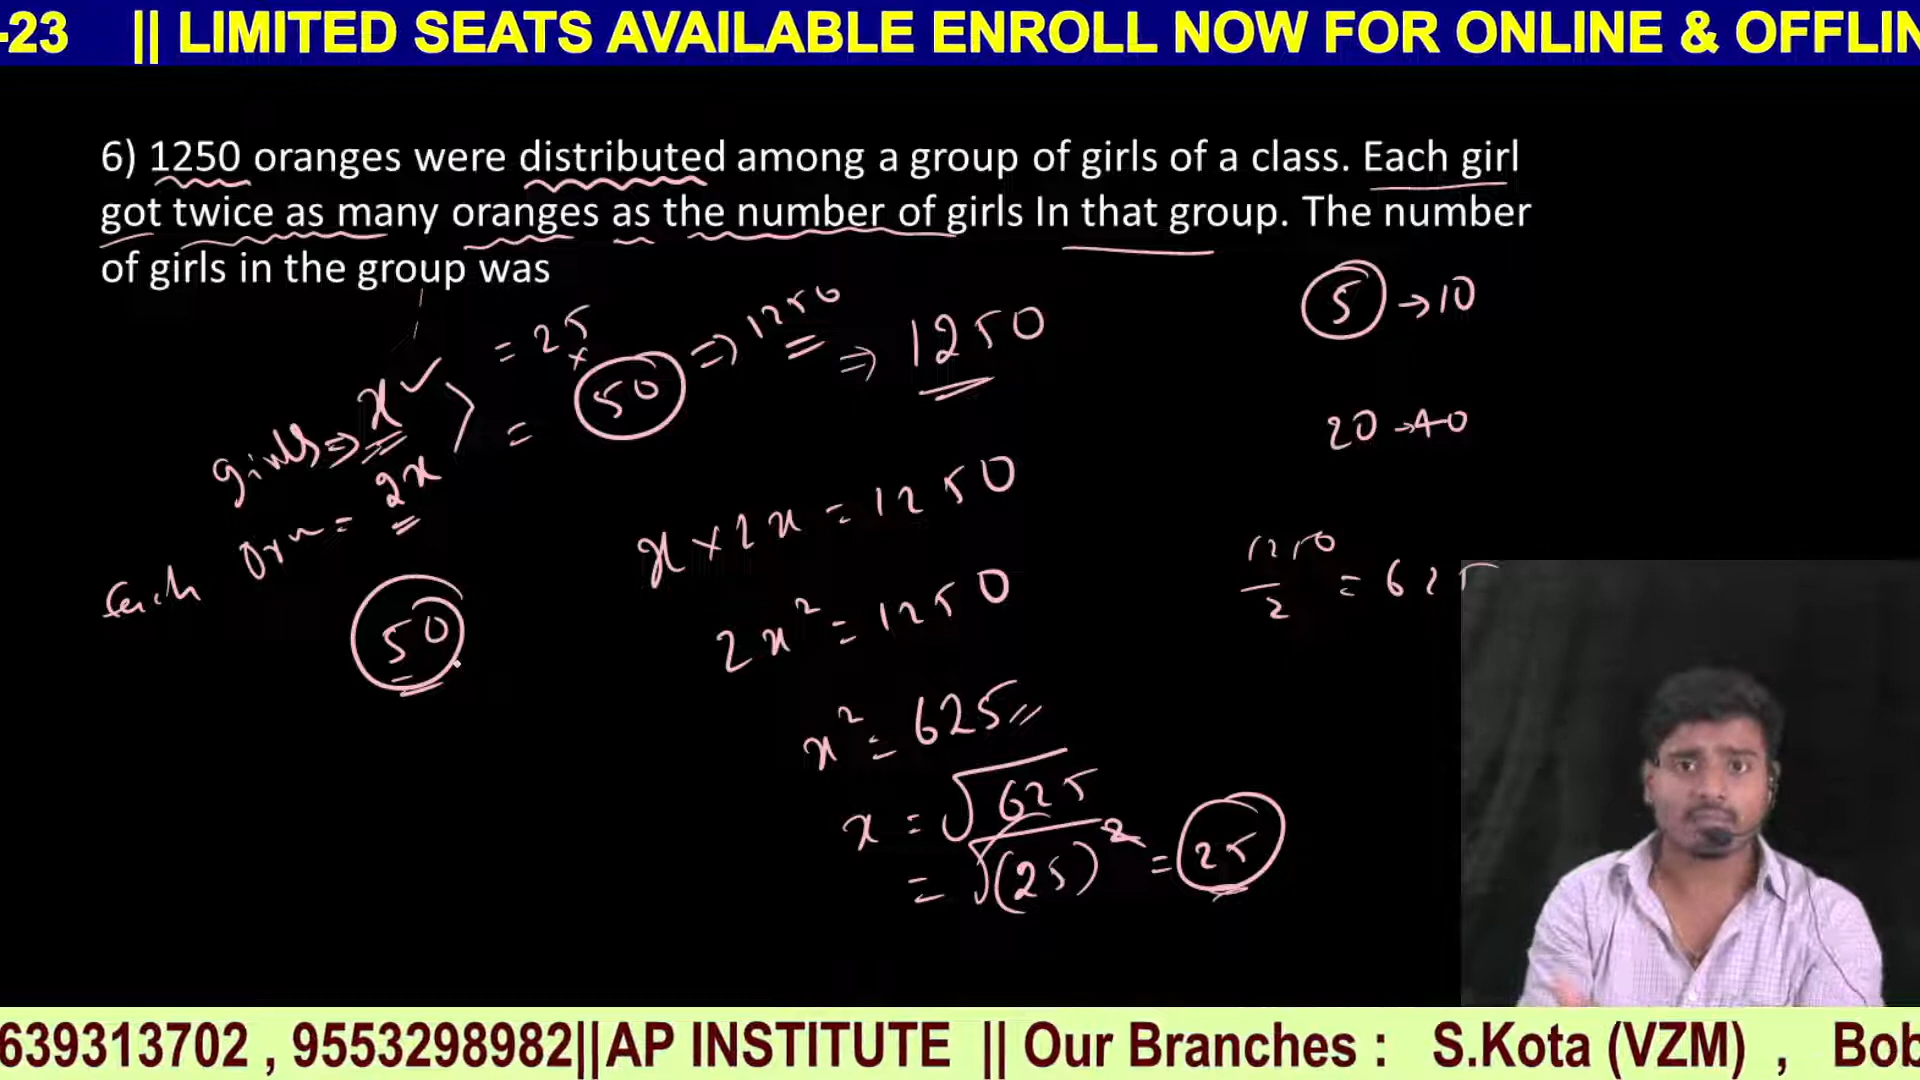 -23 || LIMITED SEATS AVAILABLE ENROLL NOW FOR ONLINE & OFFLIN
6) 1250 oranges were distributed among a group of girls of a class. Each girl
got twice as many oranges as the number of girls In that group. The number
of girls in the group was
girls => x = 25
×
= 50 => 1250 => 1250
Each orn = 2x
50
5 → 10
20 → 40
x × 2x = 1250
2x² = 1250
1250/2 = 625
x² = 625
x = √625
= √(25)² = 25
639313702 , 9553298982||AP INSTITUTE || Our Branches : S.Kota (VZM) , Bob